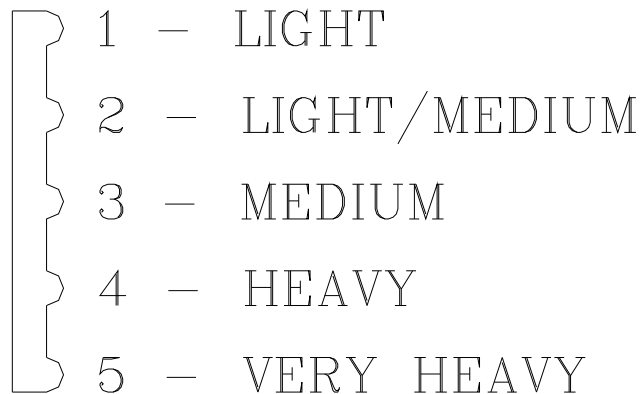 1 - LIGHT
2 - LIGHT/MEDIUM
3 - MEDIUM
4 - HEAVY
5 - VERY HEAVY